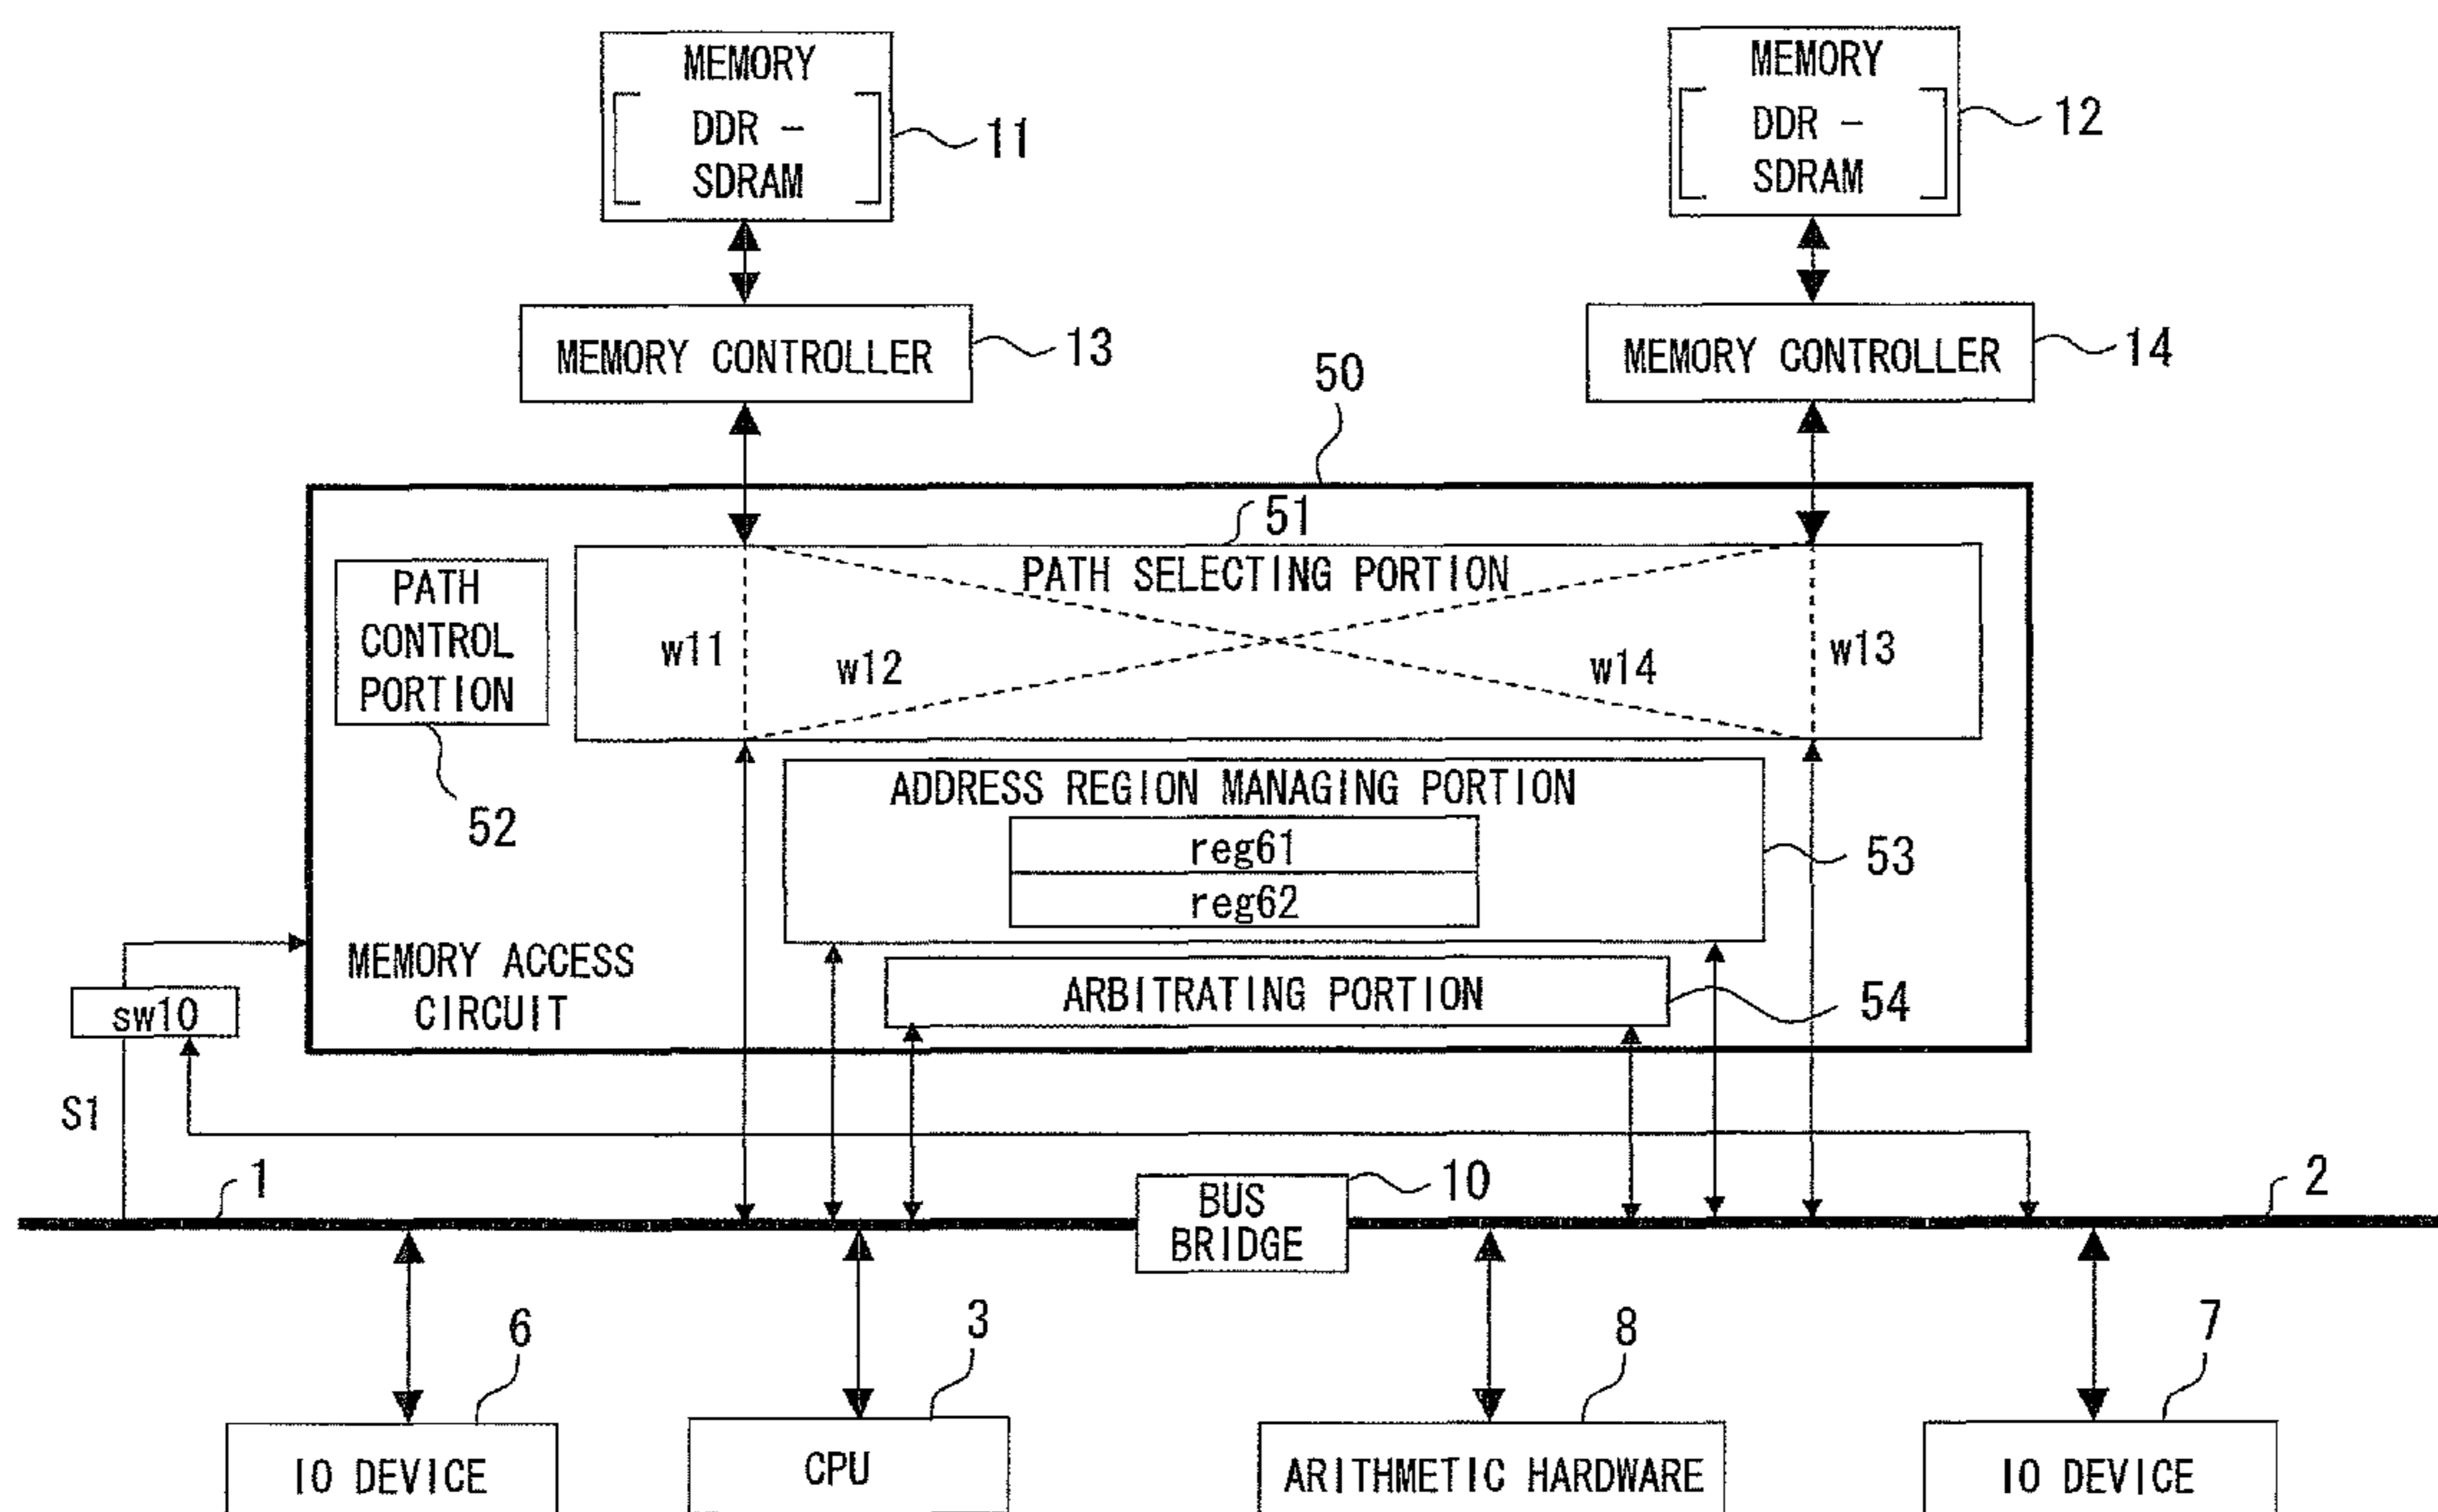 MEMORY
DDR -
SDRAM
11
MEMORY
DDR -
SDRAM
12
MEMORY CONTROLLER
13
MEMORY CONTROLLER
14
50
51
PATH SELECTING PORTION
PATH
CONTROL
PORTION
52
w11
w12
w14
w13
ADDRESS REGION MANAGING PORTION
reg61
reg62
53
MEMORY ACCESS
CIRCUIT
ARBITRATING PORTION
54
sw10
S1
1
BUS
BRIDGE
10
2
6
3
8
7
IO DEVICE
CPU
ARITHMETIC HARDWARE
IO DEVICE